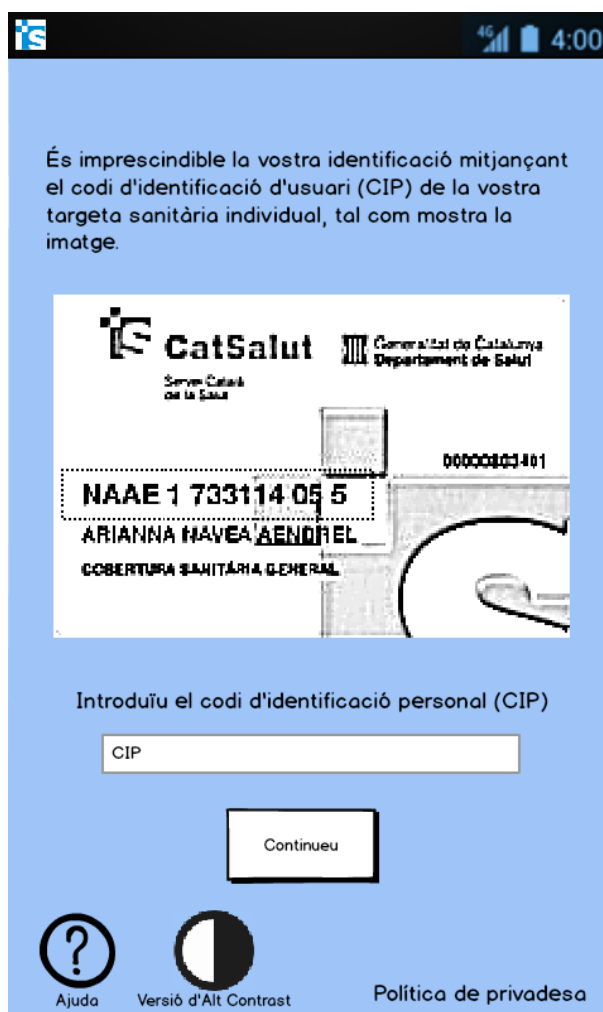 4G 4:00
És imprescindible la vostra identificació mitjançant
el codi d'identificació d'usuari (CIP) de la vostra
targeta sanitària individual, tal com mostra la
imatge.
CatSalut
Servei Català
de la Salut
Generalitat de Catalunya
Departament de Salut
00000803401
NAAE 1 733114 05 5
ARIANNA NAVEA AENDREL
COBERTURA SANITÀRIA GENERAL
Introduïu el codi d'identificació personal (CIP)
CIP
Continueu
Ajuda
Versió d'Alt Contrast
Política de privadesa